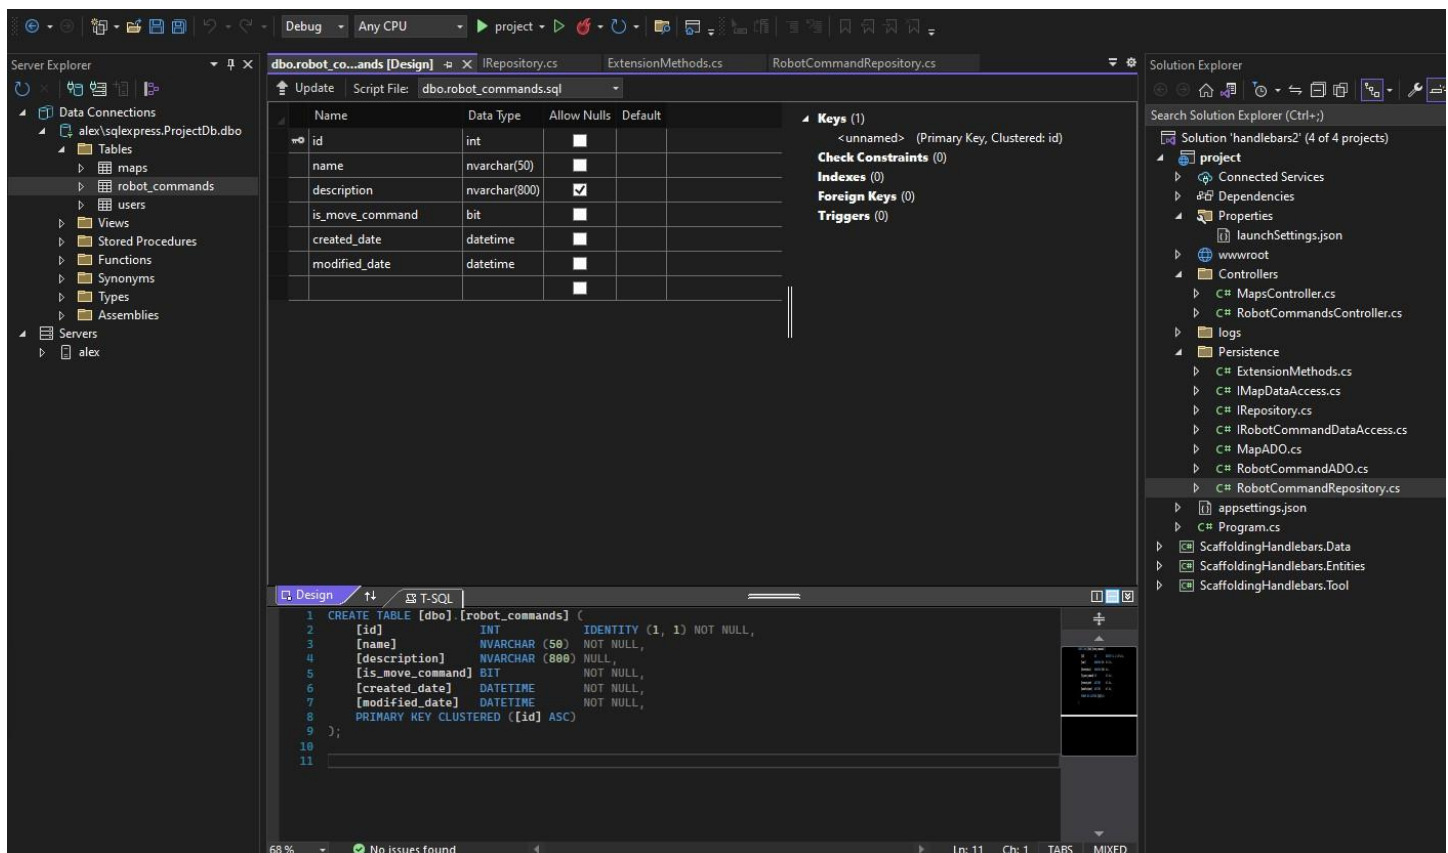 Debug Any CPU project
Server Explorer
Data Connections
alex\sqlexpress.ProjectDb.dbo
Tables
maps
robot_commands
users
Views
Stored Procedures
Functions
Synonyms
Types
Assemblies
Servers
alex
dbo.robot_co...ands [Design] IRepository.cs ExtensionMethods.cs RobotCommandRepository.cs
Update Script File: dbo.robot_commands.sql
Name Data Type Allow Nulls Default
id int
name nvarchar(50)
description nvarchar(800)
is_move_command bit
created_date datetime
modified_date datetime
Keys (1)
<unnamed> (Primary Key, Clustered: id)
Check Constraints (0)
Indexes (0)
Foreign Keys (0)
Triggers (0)
Design T-SQL
1 CREATE TABLE [dbo].[robot_commands] (
2 [id] INT IDENTITY (1, 1) NOT NULL,
3 [name] NVARCHAR (50) NOT NULL,
4 [description] NVARCHAR (800) NULL,
5 [is_move_command] BIT NOT NULL,
6 [created_date] DATETIME NOT NULL,
7 [modified_date] DATETIME NOT NULL,
8 PRIMARY KEY CLUSTERED ([id] ASC)
9 );
10
11
68 % No issues found Ln: 11 Ch: 1 TABS MIXED
Solution Explorer
Search Solution Explorer (Ctrl+;)
Solution 'handlebars2' (4 of 4 projects)
project
Connected Services
Dependencies
Properties
launchSettings.json
wwwroot
Controllers
C# MapsController.cs
C# RobotCommandsController.cs
logs
Persistence
C# ExtensionMethods.cs
C# IMapDataAccess.cs
C# IRepository.cs
C# IRobotCommandDataAccess.cs
C# MapADO.cs
C# RobotCommandADO.cs
C# RobotCommandRepository.cs
appsettings.json
C# Program.cs
C# ScaffoldingHandlebars.Data
C# ScaffoldingHandlebars.Entities
C# ScaffoldingHandlebars.Tool